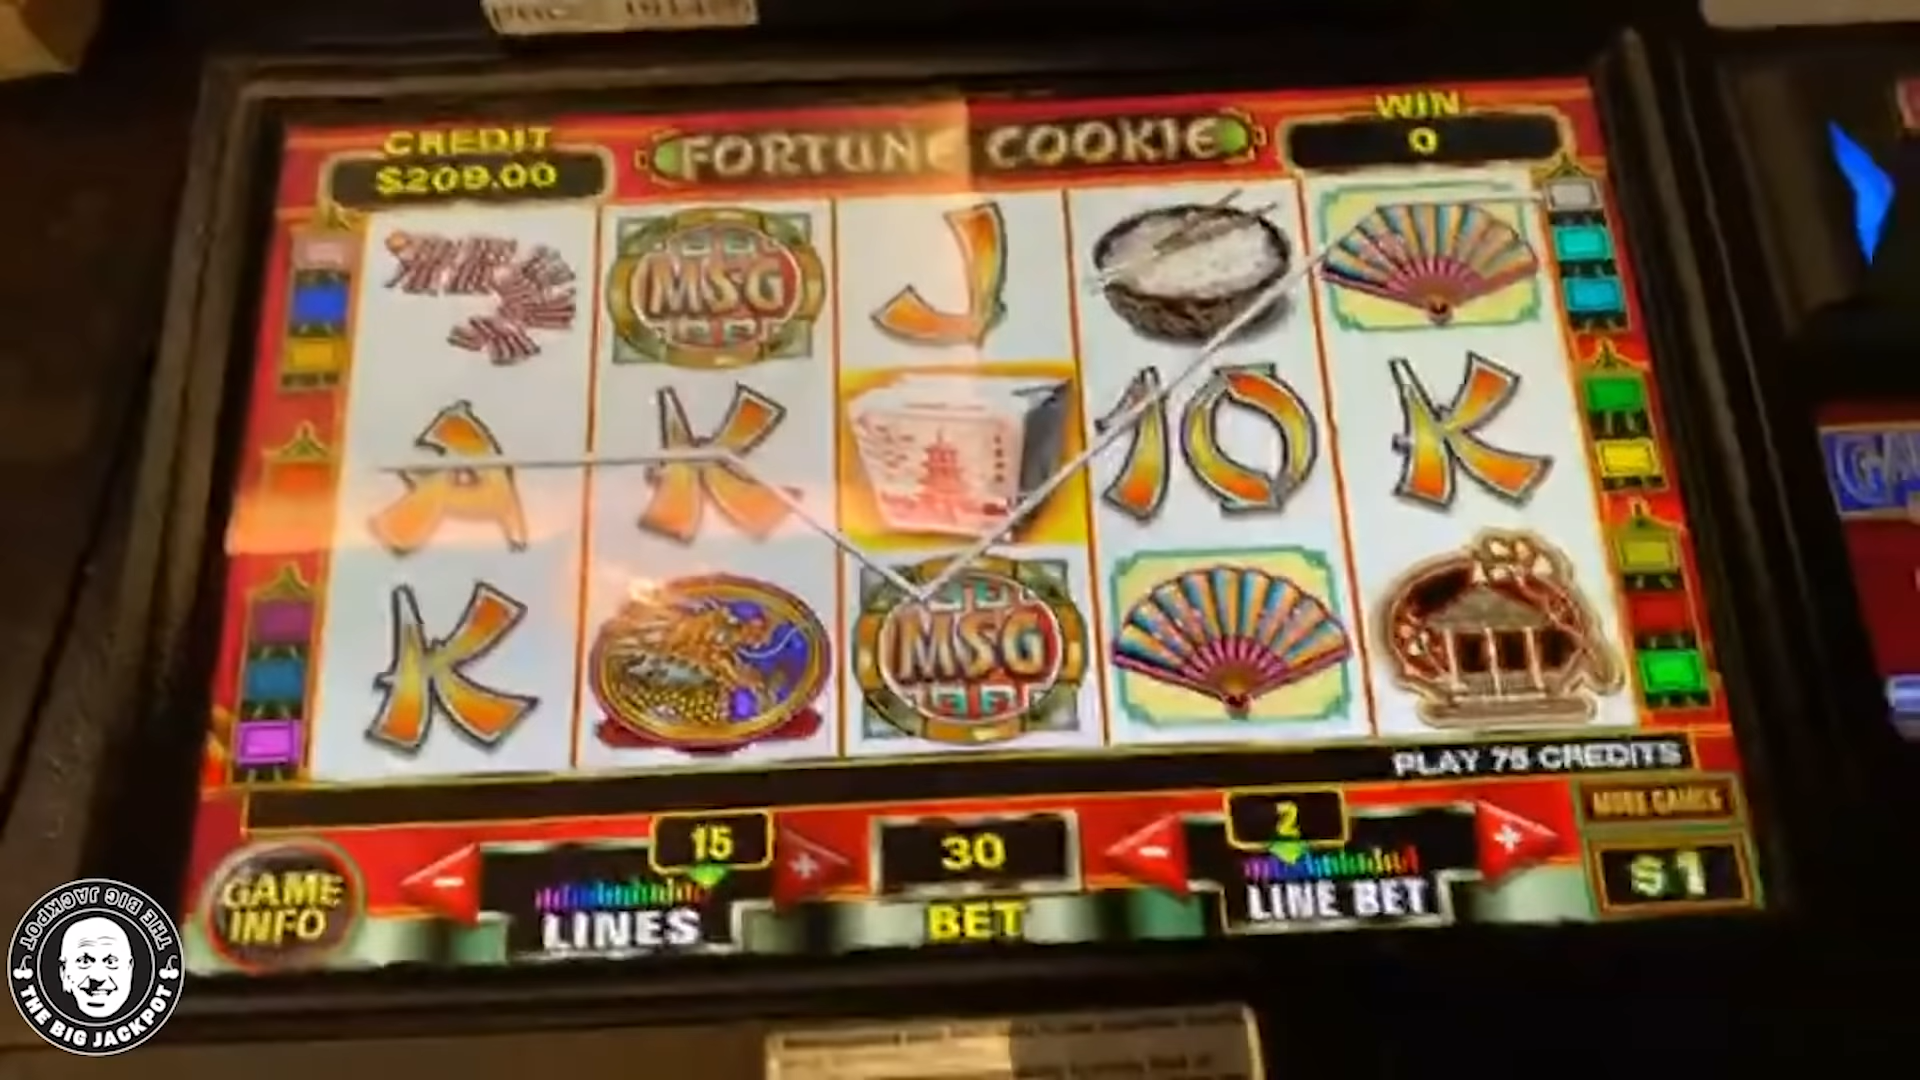 CREDIT
$209.00
FORTUNE COOKIE
WIN
0
MSG
J
A
K
10
K
K
MSG
PLAY 75 CREDITS
MORE GAMES
GAME
INFO
15
LINES
30
BET
2
LINE BET
$1
THE BIG JACKPOT
THE BIG JACKPOT